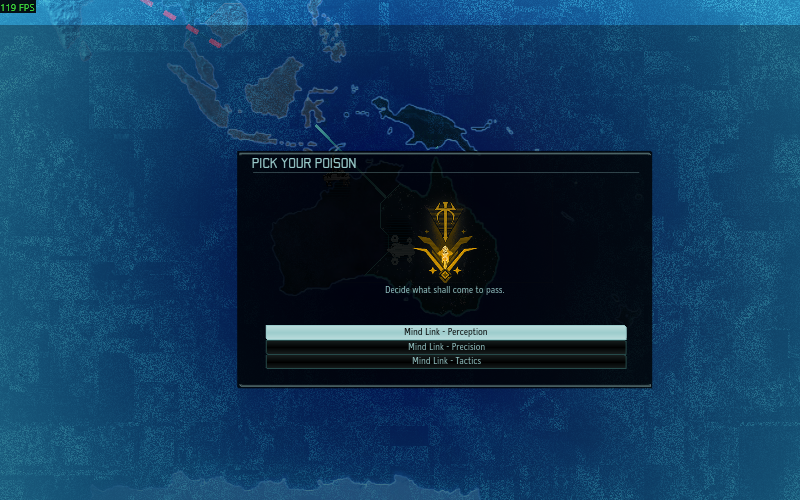 119 FPS
PICK YOUR POISON
Decide what shall come to pass.
Mind Link - Perception
Mind Link - Precision
Mind Link - Tactics